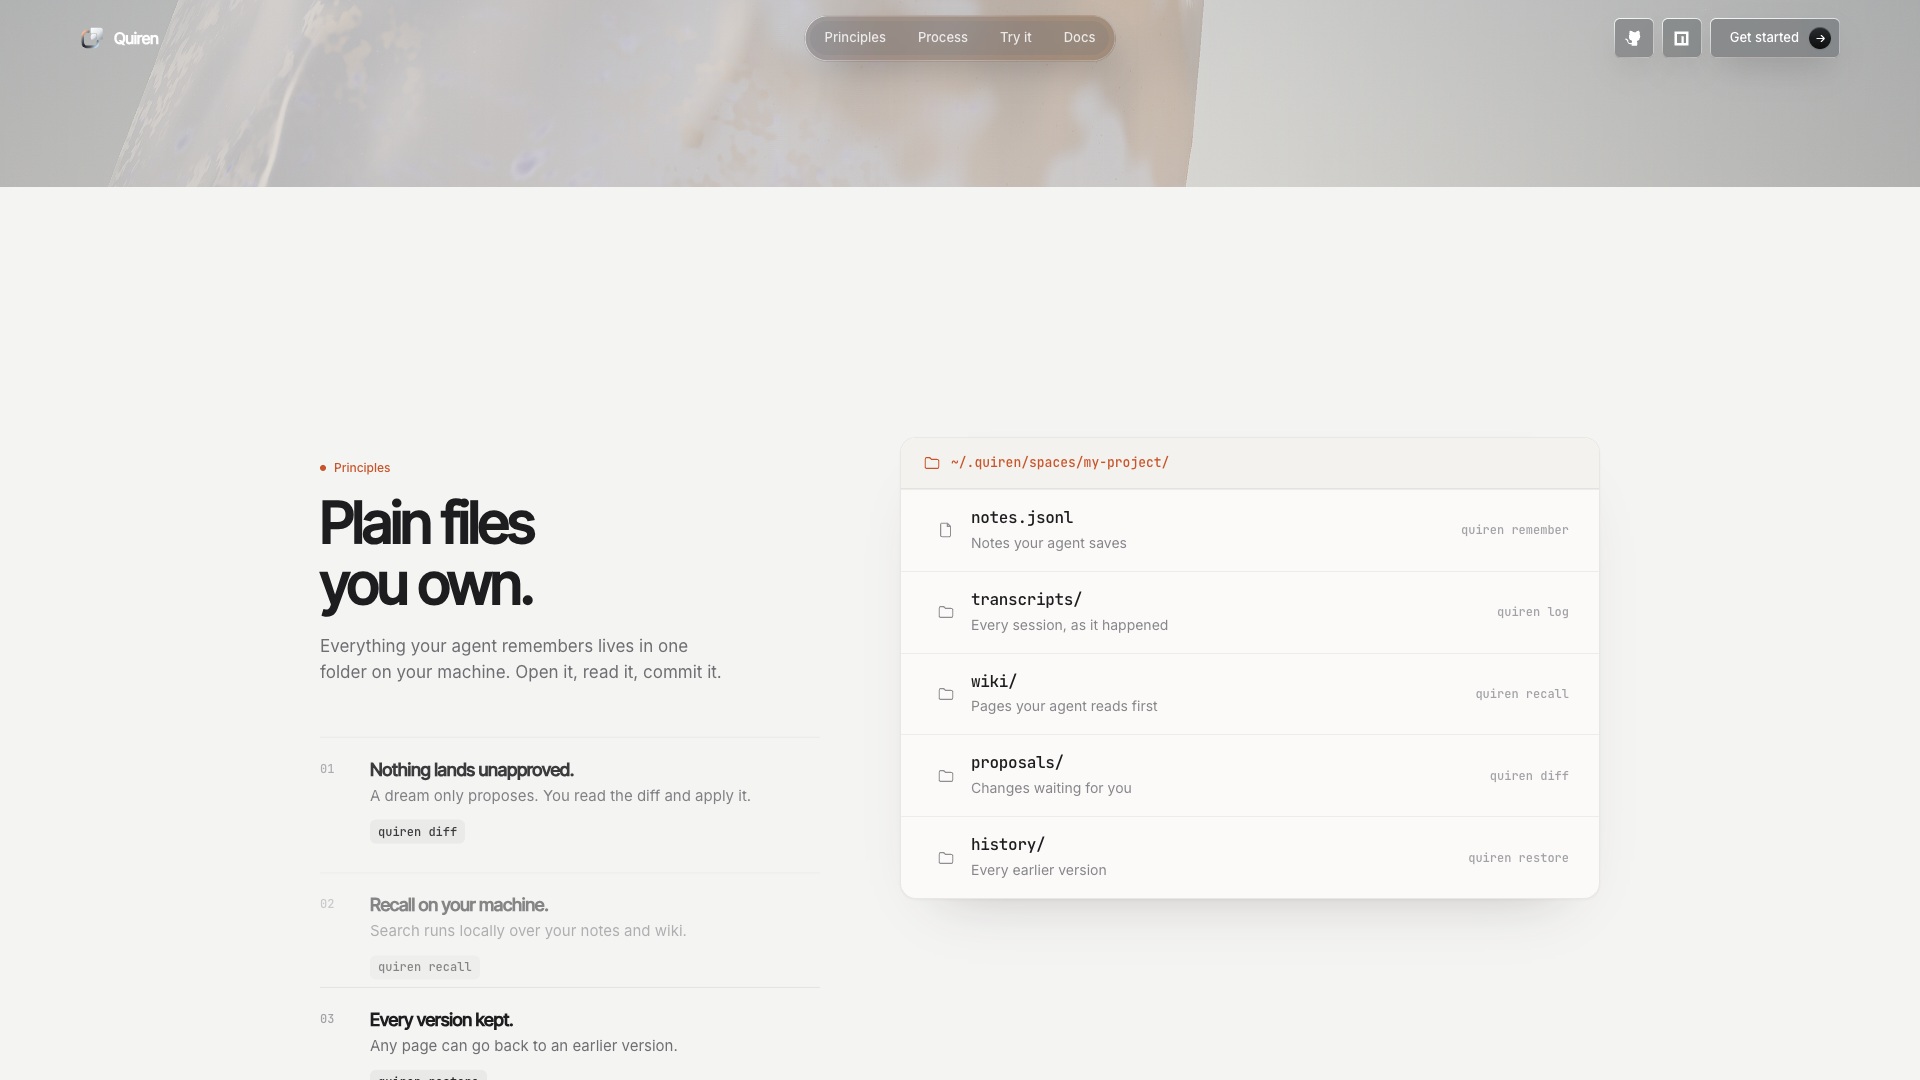 Quiren
Principles
Process
Try it
Docs
Get started
Principles
Plain files
you own.
Everything your agent remembers lives in one
folder on your machine. Open it, read it, commit it.
01
Nothing lands unapproved.
A dream only proposes. You read the diff and apply it.
quiren diff
02
Recall on your machine.
Search runs locally over your notes and wiki.
quiren recall
03
Every version kept.
Any page can go back to an earlier version.
quiren restore
~/.quiren/spaces/my-project/
notes.jsonl
Notes your agent saves
quiren remember
transcripts/
Every session, as it happened
quiren log
wiki/
Pages your agent reads first
quiren recall
proposals/
Changes waiting for you
quiren diff
history/
Every earlier version
quiren restore